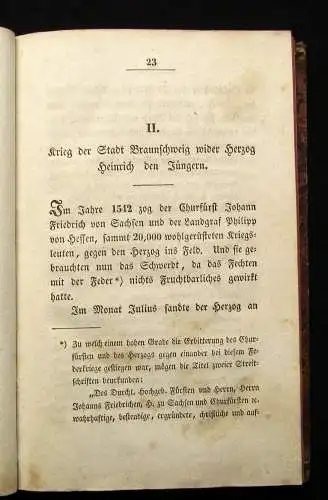 23
II.
Krieg der Stadt Braunschweig wider Herzog
Heinrich den Jüngern.
Im Jahre 1542 zog der Churfürst Johann
Friedrich von Sachsen und der Landgraf Philipp
von Hessen, sammt 20,000 wohlgerüsteten Kriegs-
leuten, gegen den Herzog ins Feld. Und sie ge-
brauchten nun das Schwerdt, da das Fechten
mit der Feder*) nichts Fruchtbarliches gewirkt
hatte.
Im Monat Julius sandte der Herzog an
*) Zu welch einem hohen Grade die Erbitterung des Chur-
fürsten und des Herzogs gegen einander bei diesem Fe-
derkriege gestiegen war, mögen die Titel zweier Streit-
schriften beurkunden:
„Des Durchl. Hochgeb. Fürsten und Herrn, Herrn
Johanns Friedrichen, H. zu Sachsen und Churfürsten &c.
wahrhaftige, bestendige, ergründete, christliche und auf-